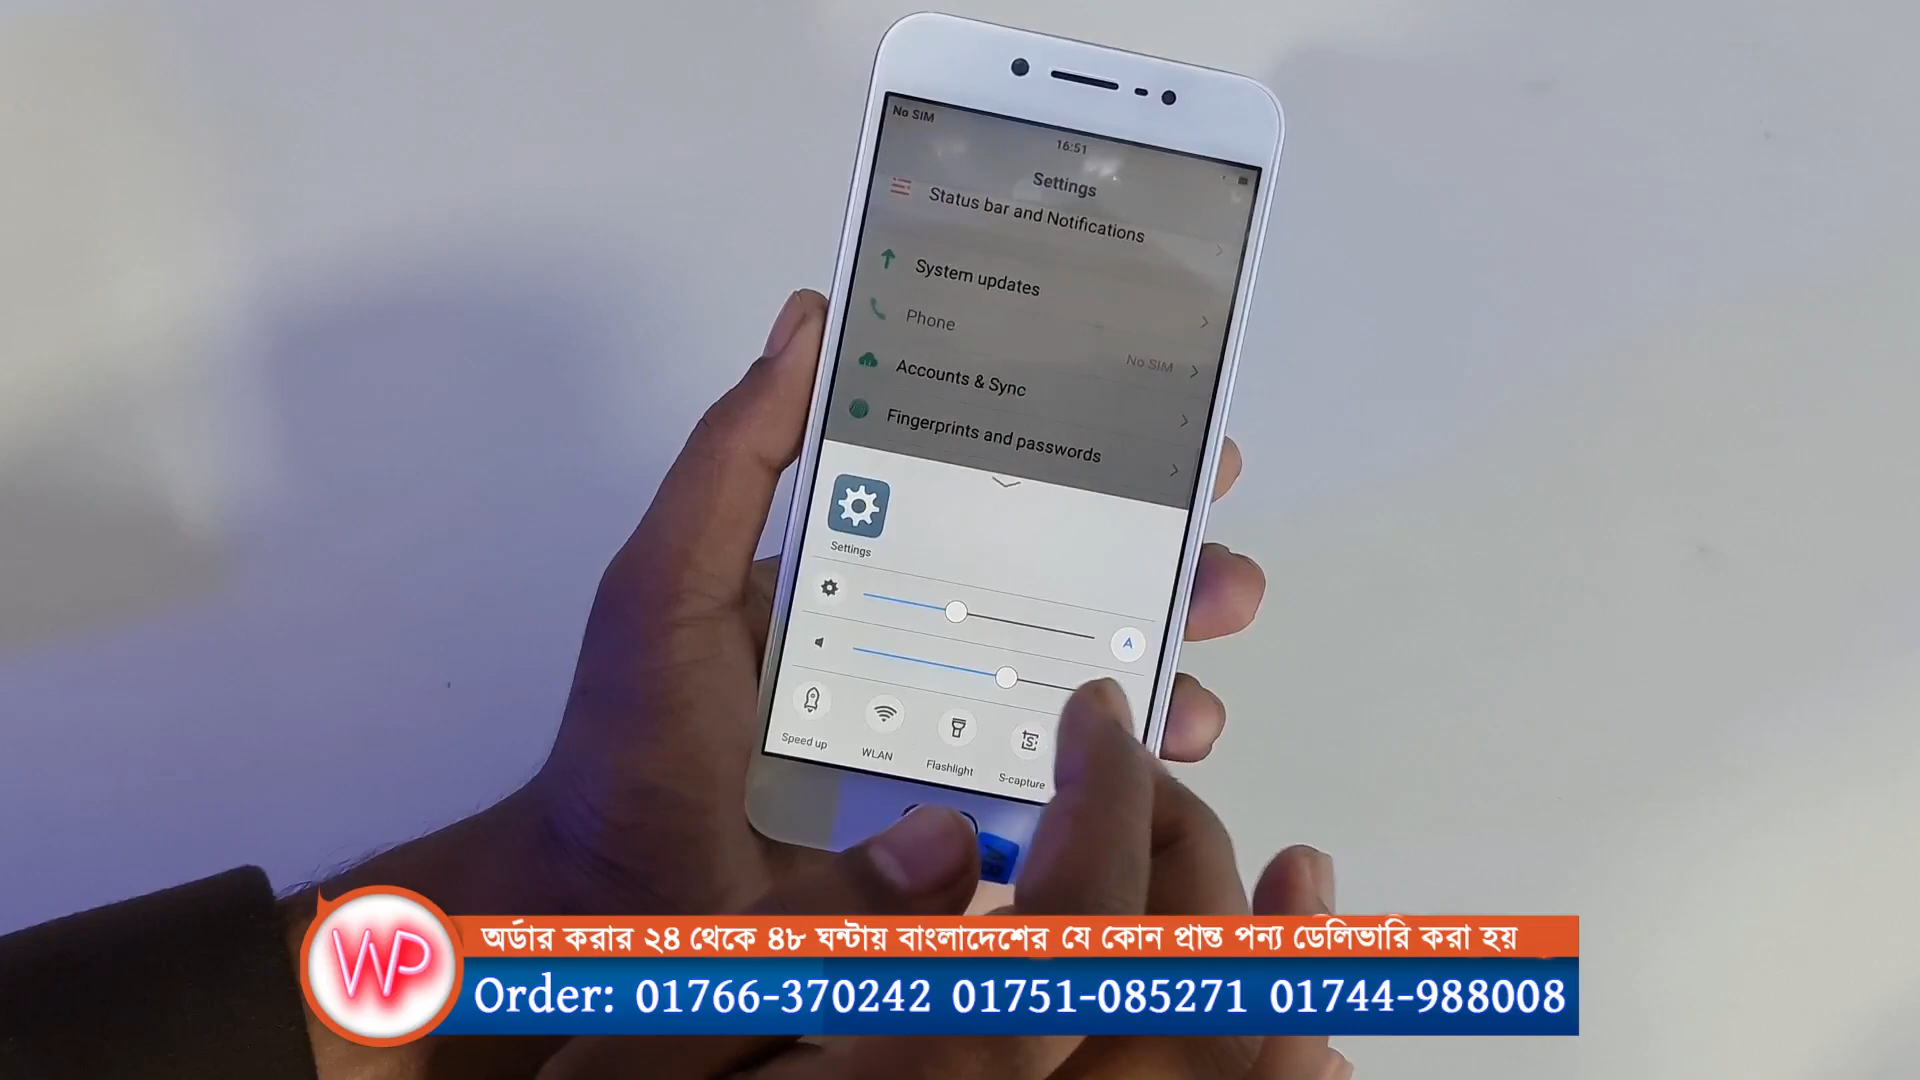 No SIM
16:51
Settings
Status bar and Notifications
System updates
Phone
No SIM
Accounts & Sync
Fingerprints and passwords
Settings
A
Speed up
WLAN
Flashlight
S-capture
WP
অর্ডার করার ২৪ থেকে ৪৮ ঘন্টায় বাংলাদেশের যে কোন প্রান্ত পন্য ডেলিভারি করা হয়
Order: 01766-370242 01751-085271 01744-988008